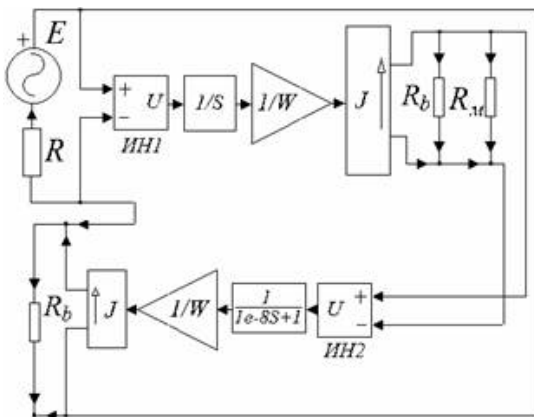 +
E
+
U
−
ИН1
1/S
1/W
J
R_b
R_м
R
R_b
J
1/W
1
1e-8S+1
U
+
−
ИН2